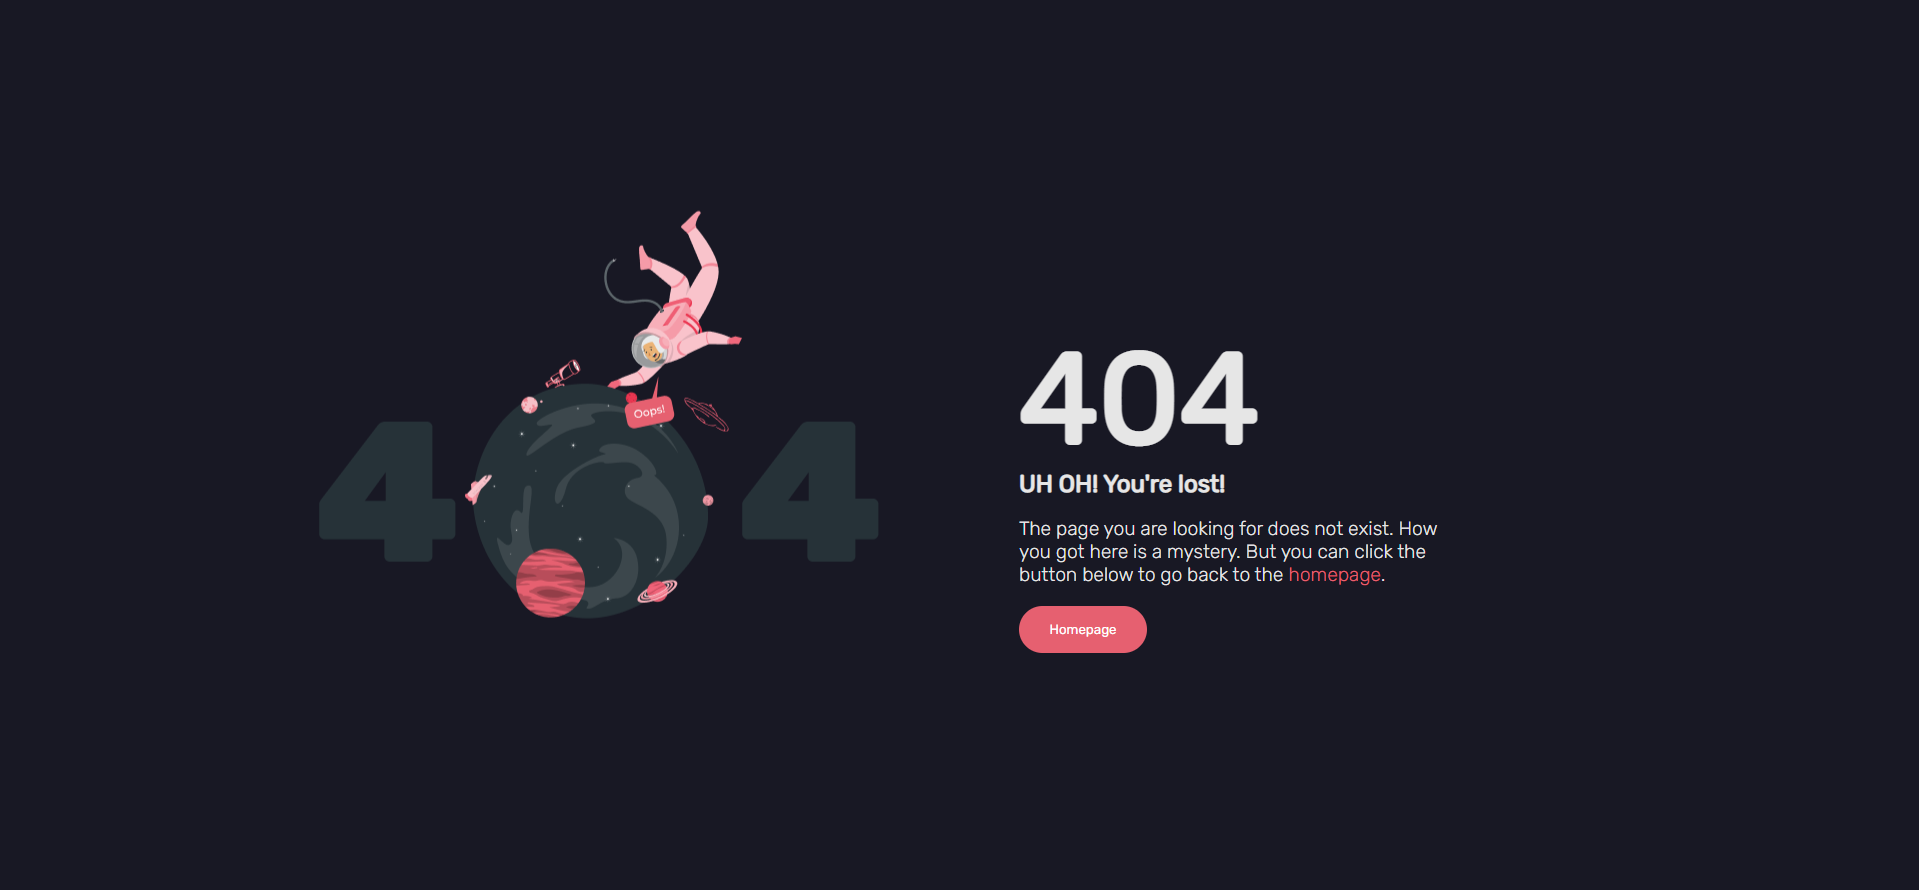 4 4
Oops!
404
UH OH! You're lost!
The page you are looking for does not exist. How
you got here is a mystery. But you can click the
button below to go back to the homepage.
Homepage